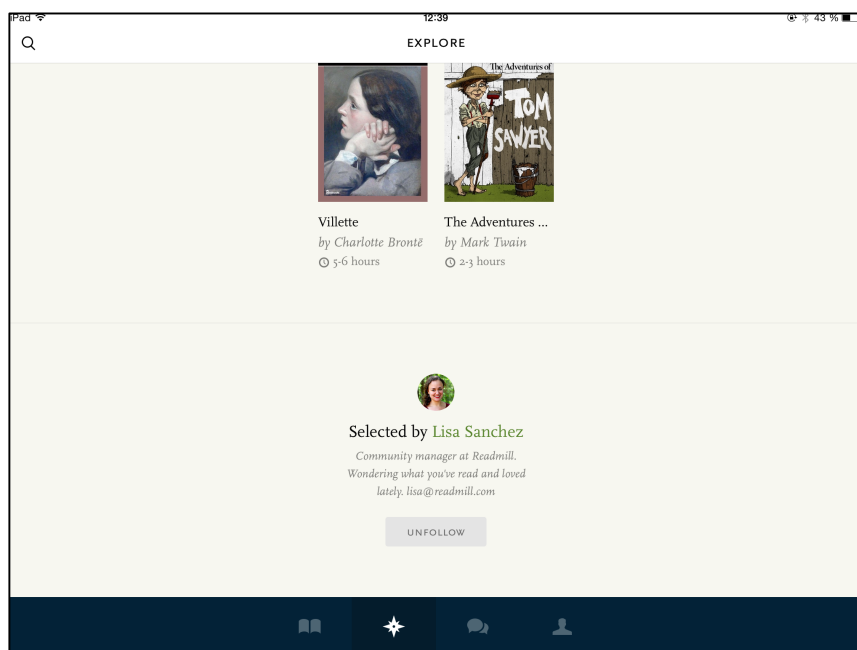 iPad 12:39 43 %
EXPLORE
The Adventures of
TOM
SAWYER
Villette The Adventures ...
by Charlotte Brontë by Mark Twain
5-6 hours 2-3 hours
Selected by Lisa Sanchez
Community manager at Readmill.
Wondering what you've read and loved
lately. lisa@readmill.com
UNFOLLOW